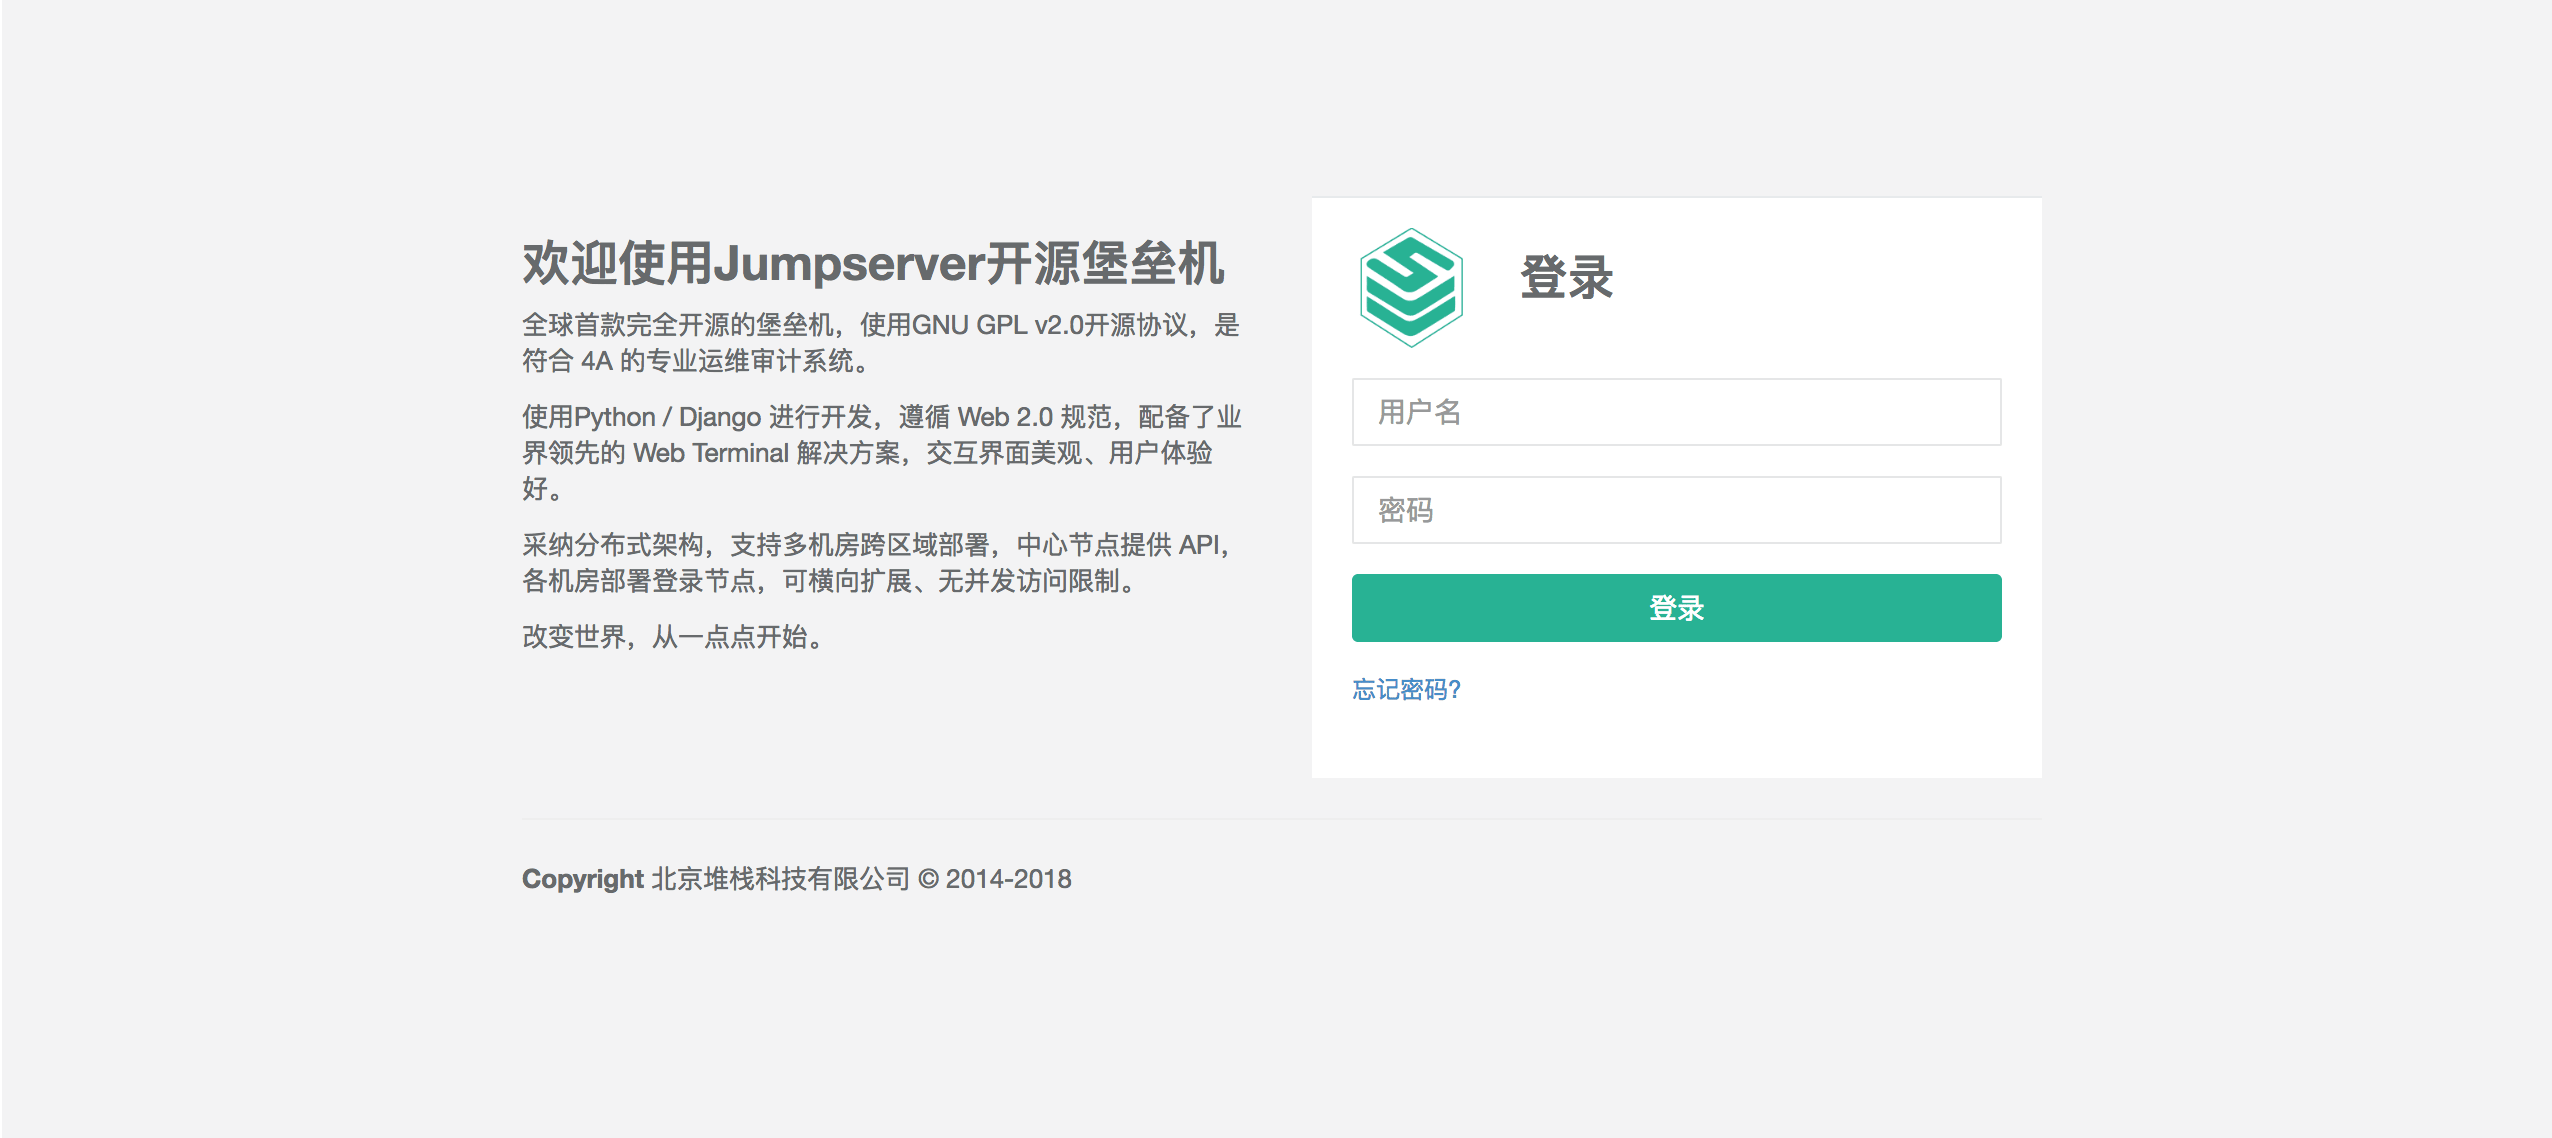 欢迎使用Jumpserver开源堡垒机
全球首款完全开源的堡垒机，使用GNU GPL v2.0开源协议，是
符合 4A 的专业运维审计系统。
使用Python / Django 进行开发，遵循 Web 2.0 规范，配备了业
界领先的 Web Terminal 解决方案，交互界面美观、用户体验
好。
采纳分布式架构，支持多机房跨区域部署，中心节点提供 API，
各机房部署登录节点，可横向扩展、无并发访问限制。
改变世界，从一点点开始。
登录
用户名
密码
登录
忘记密码?
Copyright 北京堆栈科技有限公司 © 2014-2018